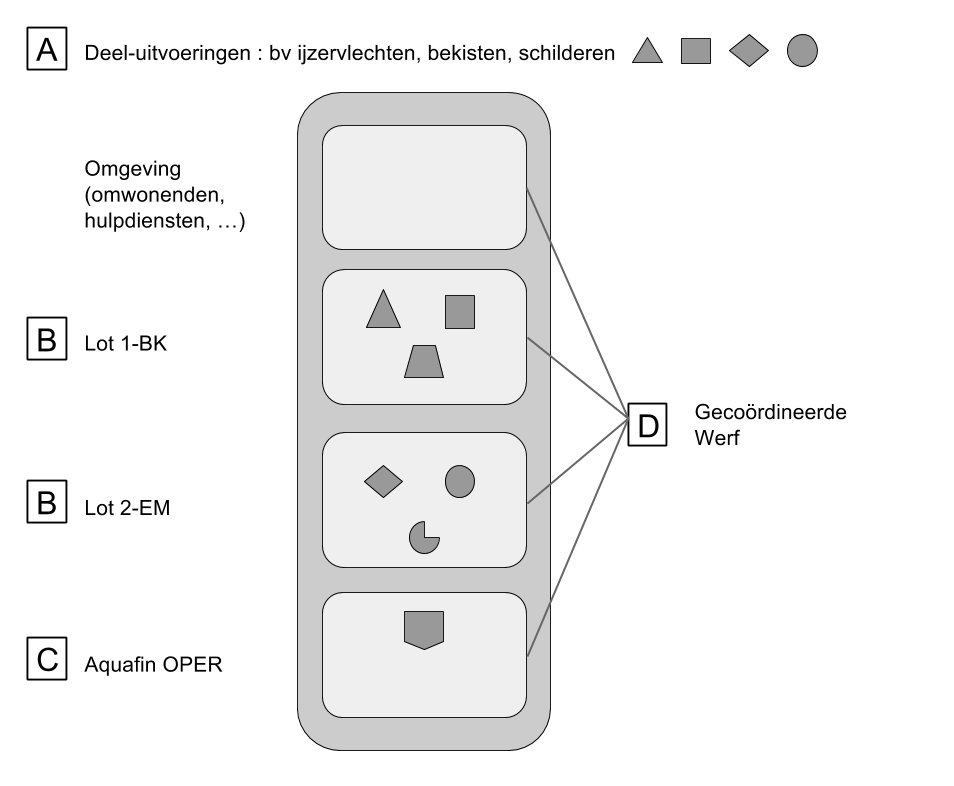 A Deel-uitvoeringen : bv ijzervlechten, bekisten, schilderen
Omgeving
(omwonenden,
hulpdiensten, …)
B Lot 1-BK
D Gecoördineerde
Werf
B Lot 2-EM
C Aquafin OPER